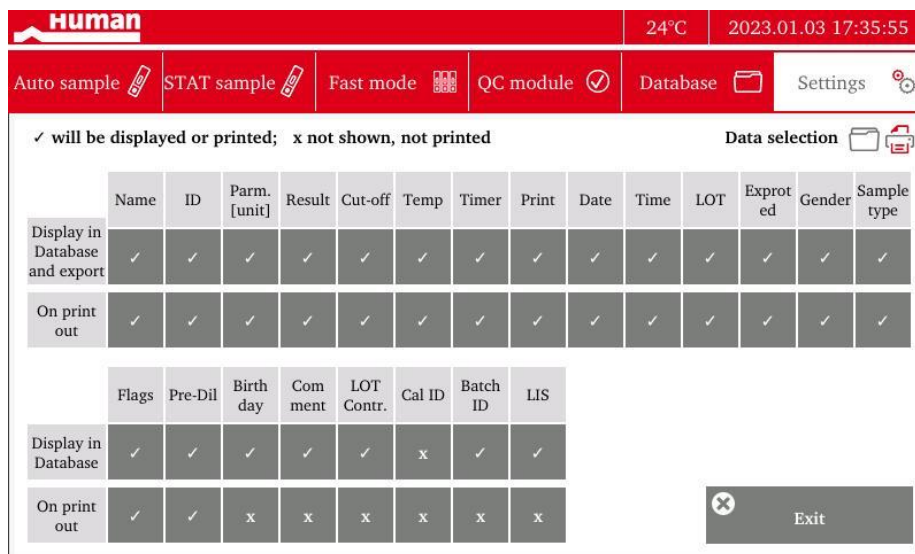 Human
24°C 2023.01.03 17:35:55
Auto sample STAT sample Fast mode QC module Database Settings
✓ will be displayed or printed; x not shown, not printed Data selection
Name ID Parm. [unit] Result Cut-off Temp Timer Print Date Time LOT Exprot ed Gender Sample type
Display in Database and export ✓ ✓ ✓ ✓ ✓ ✓ ✓ ✓ ✓ ✓ ✓ ✓ ✓ ✓
On print out ✓ ✓ ✓ ✓ ✓ ✓ ✓ ✓ ✓ ✓ ✓ ✓ ✓ ✓
Flags Pre-Dil Birth day Com ment LOT Contr. Cal ID Batch ID LIS
Display in Database ✓ ✓ ✓ ✓ ✓ x ✓ ✓
On print out ✓ ✓ x x x x x x
Exit